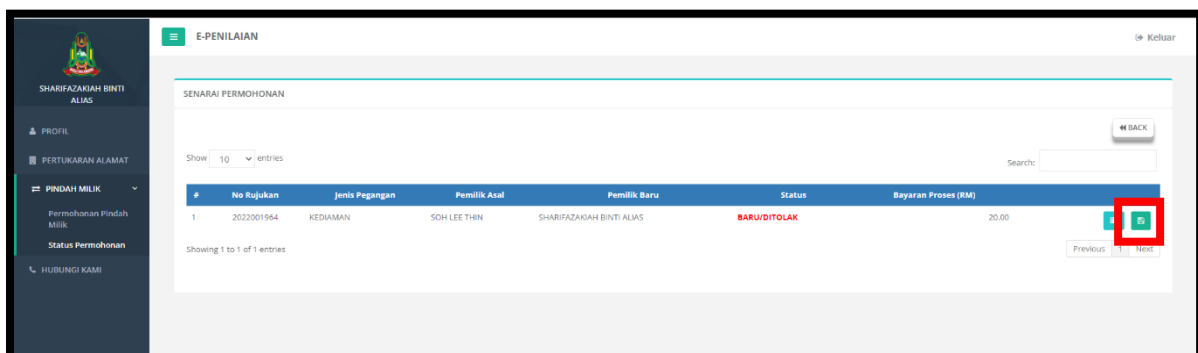 E-PENILAIAN
Keluar
SHARIFAZAKIAH BINTI
ALIAS
PROFIL
PERTUKARAN ALAMAT
PINDAH MILIK
Permohonan Pindah
Milik
Status Permohonan
HUBUNGI KAMI
SENARAI PERMOHONAN
BACK
Show 10 entries
Search:
# No Rujukan Jenis Pegangan Pemilik Asal Pemilik Baru Status Bayaran Proses (RM)
1 2022001964 KEDIAMAN SOH LEE THIN SHARIFAZAKIAH BINTI ALIAS BARU/DITOLAK 20.00
Showing 1 to 1 of 1 entries
Previous 1 Next